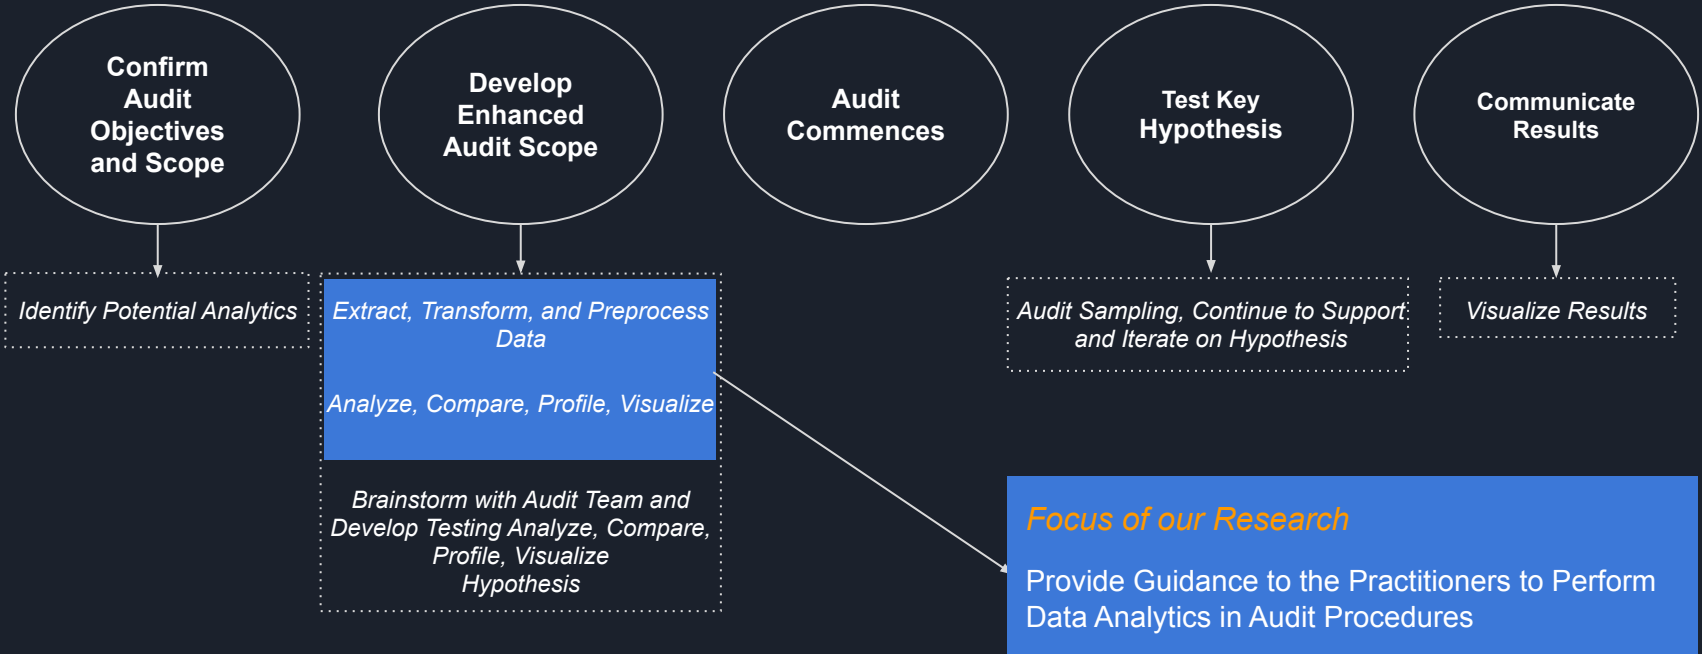 Confirm
Audit
Objectives
and Scope
Develop
Enhanced
Audit Scope
Audit
Commences
Test Key
Hypothesis
Communicate
Results
Identify Potential Analytics
Extract, Transform, and Preprocess
Data
Analyze, Compare, Profile, Visualize
Brainstorm with Audit Team and
Develop Testing Analyze, Compare,
Profile, Visualize
Hypothesis
Audit Sampling, Continue to Support
and Iterate on Hypothesis
Visualize Results
Focus of our Research
Provide Guidance to the Practitioners to Perform
Data Analytics in Audit Procedures